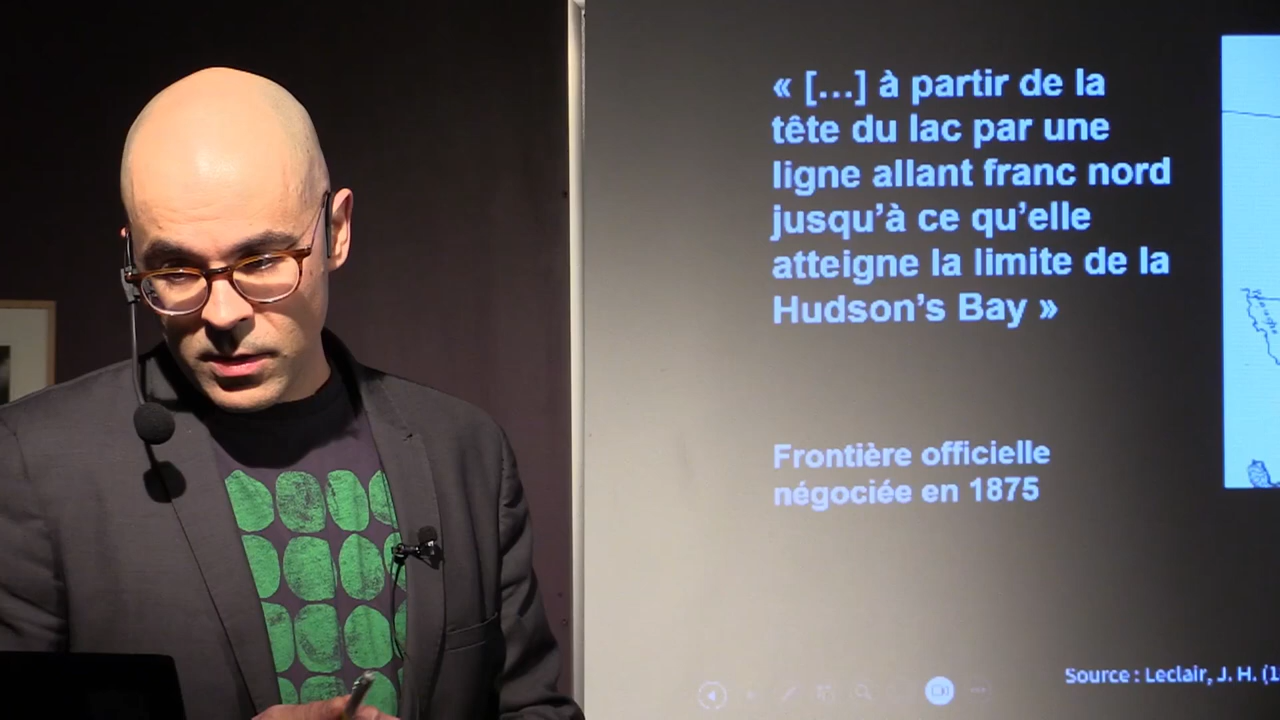 « […] à partir de la
tête du lac par une
ligne allant franc nord
jusqu’à ce qu’elle
atteigne la limite de la
Hudson’s Bay »
Frontière officielle
négociée en 1875
Source : Leclair, J. H. (1